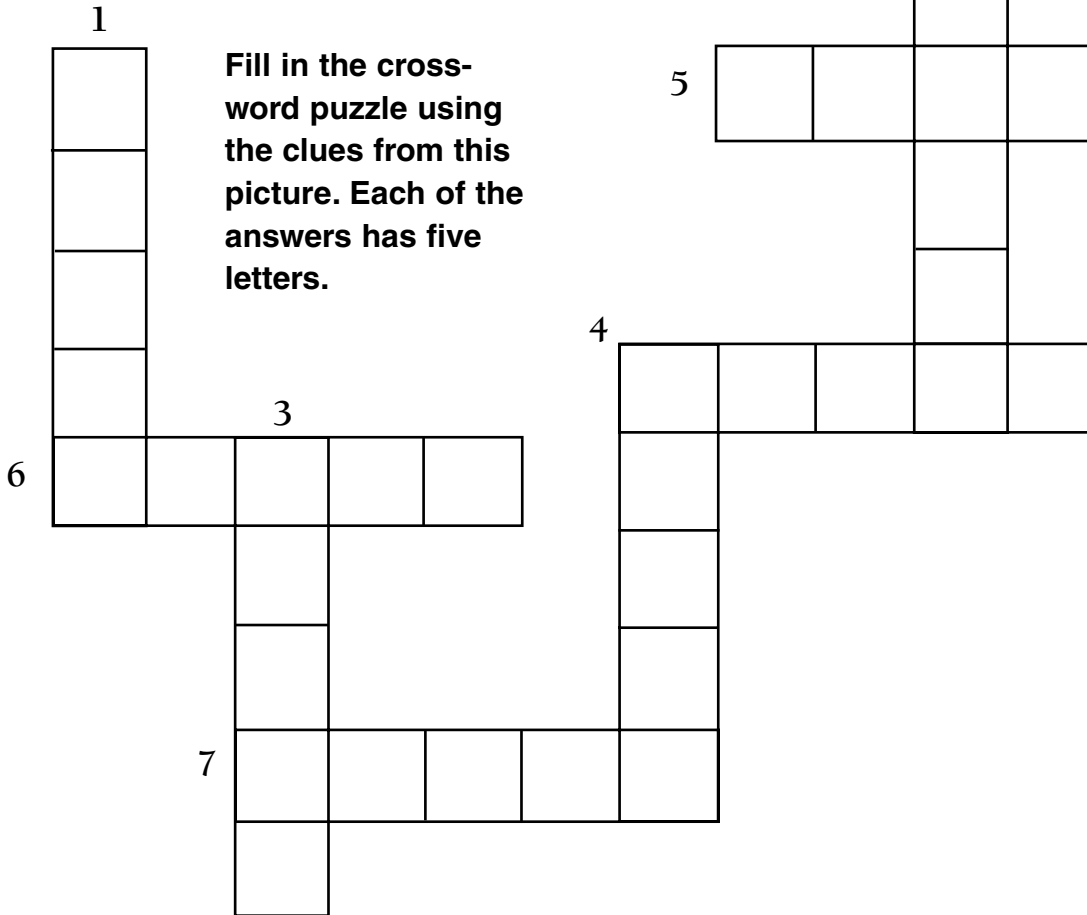 1
Fill in the cross-
word puzzle using
the clues from this
picture. Each of the
answers has five
letters.
5
4
3
6
7